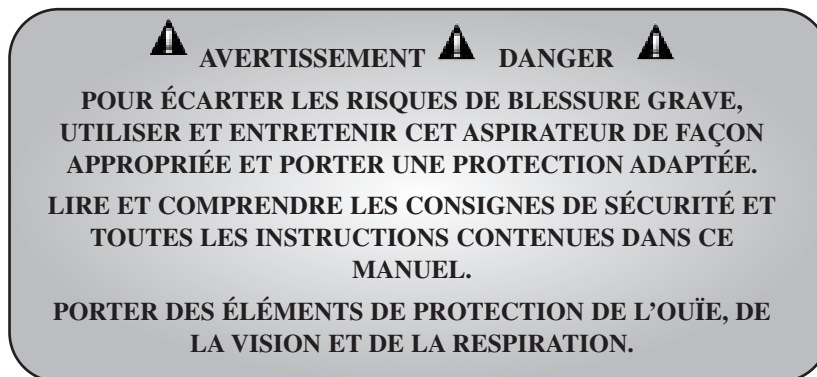 AVERTISSEMENT DANGER
POUR ÉCARTER LES RISQUES DE BLESSURE GRAVE,
UTILISER ET ENTRETENIR CET ASPIRATEUR DE FAÇON
APPROPRIÉE ET PORTER UNE PROTECTION ADAPTÉE.
LIRE ET COMPRENDRE LES CONSIGNES DE SÉCURITÉ ET
TOUTES LES INSTRUCTIONS CONTENUES DANS CE
MANUEL.
PORTER DES ÉLÉMENTS DE PROTECTION DE L’OUÏE, DE
LA VISION ET DE LA RESPIRATION.